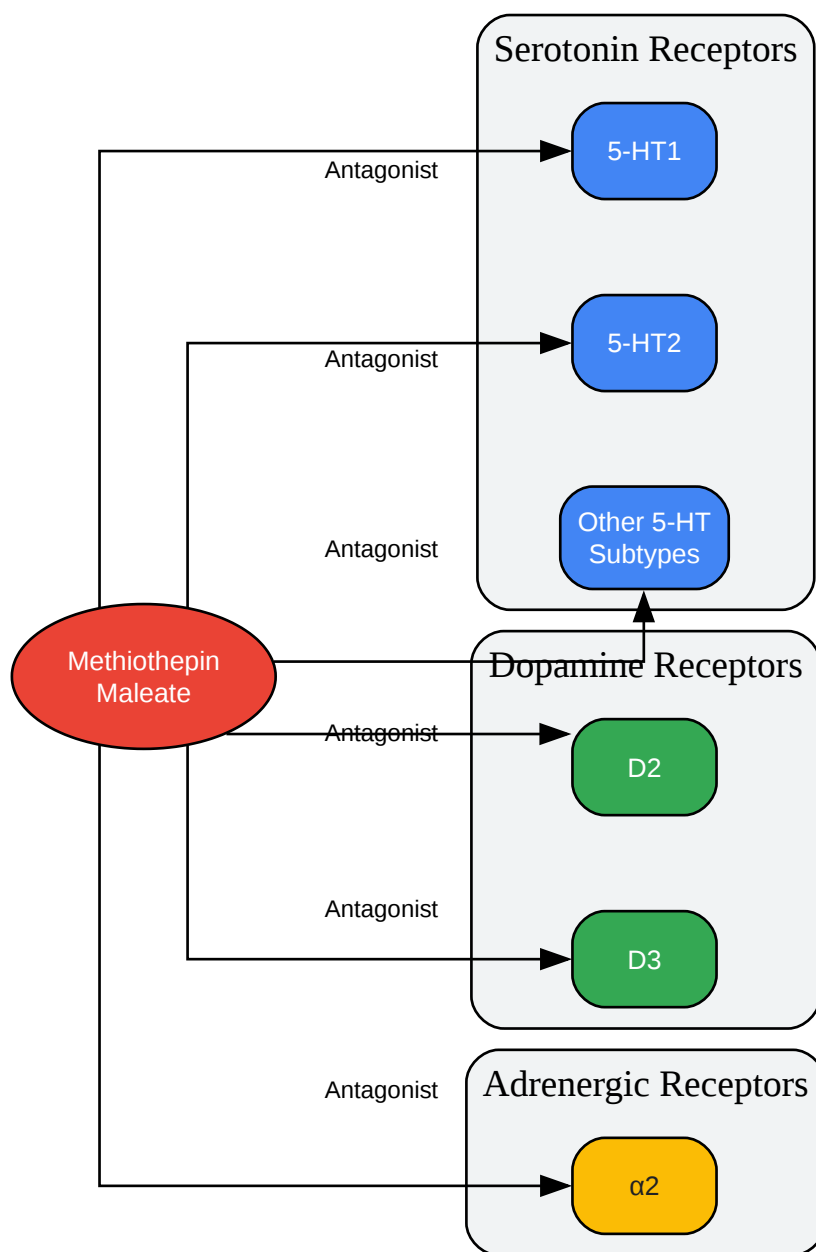 Serotonin Receptors
5-HT1
Antagonist
5-HT2
Antagonist
Other 5-HT
Subtypes
Antagonist
Methiothepin
Maleate
Dopamine Receptors
Antagonist
D2
Antagonist
D3
Adrenergic Receptors
Antagonist
α2